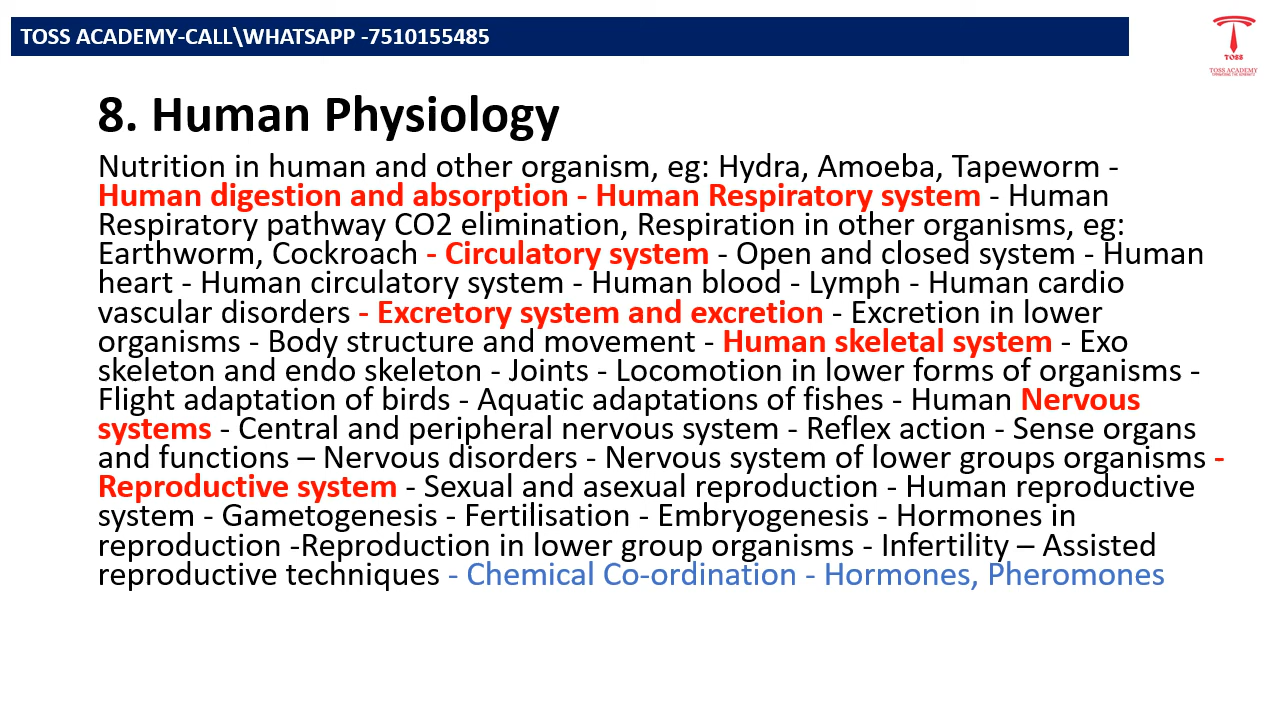 TOSS ACADEMY-CALL\WHATSAPP -7510155485
TOSS
TOSS ACADEMY
8. Human Physiology
Nutrition in human and other organism, eg: Hydra, Amoeba, Tapeworm -
Human digestion and absorption - Human Respiratory system - Human
Respiratory pathway CO2 elimination, Respiration in other organisms, eg:
Earthworm, Cockroach - Circulatory system - Open and closed system - Human
heart - Human circulatory system - Human blood - Lymph - Human cardio
vascular disorders - Excretory system and excretion - Excretion in lower
organisms - Body structure and movement - Human skeletal system - Exo
skeleton and endo skeleton - Joints - Locomotion in lower forms of organisms -
Flight adaptation of birds - Aquatic adaptations of fishes - Human Nervous
systems - Central and peripheral nervous system - Reflex action - Sense organs
and functions – Nervous disorders - Nervous system of lower groups organisms -
Reproductive system - Sexual and asexual reproduction - Human reproductive
system - Gametogenesis - Fertilisation - Embryogenesis - Hormones in
reproduction -Reproduction in lower group organisms - Infertility – Assisted
reproductive techniques - Chemical Co-ordination - Hormones, Pheromones